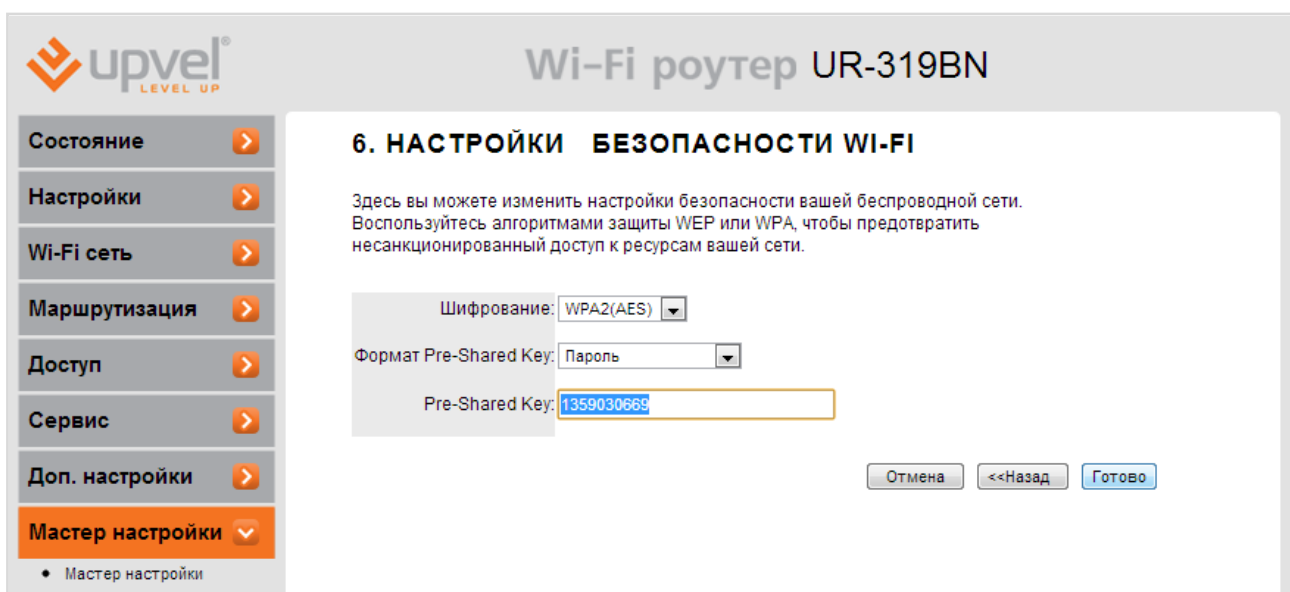 upvel®
LEVEL UP
Wi-Fi роутер UR-319BN
Состояние
Настройки
Wi-Fi сеть
Маршрутизация
Доступ
Сервис
Доп. настройки
Мастер настройки
• Мастер настройки
6. НАСТРОЙКИ БЕЗОПАСНОСТИ WI-FI
Здесь вы можете изменить настройки безопасности вашей беспроводной сети.
Воспользуйтесь алгоритмами защиты WEP или WPA, чтобы предотвратить
несанкционированный доступ к ресурсам вашей сети.
Шифрование: WPA2(AES)
Формат Pre-Shared Key: Пароль
Pre-Shared Key: 1359030669
Отмена <<Назад Готово